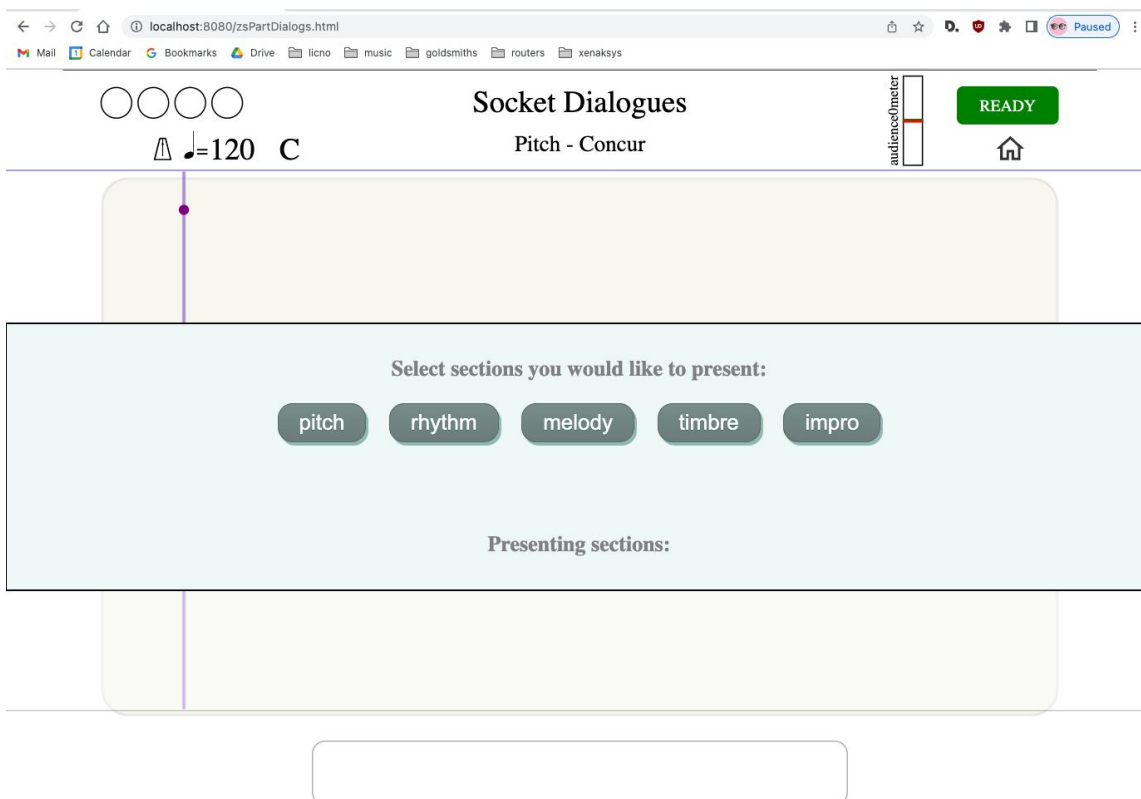 localhost:8080/zsPartDialogs.html
Paused
Mail Calendar Bookmarks Drive licno music goldsmiths routers xenaksys
Socket Dialogues
audienceOmeter
READY
=120 C
Pitch - Concur
Select sections you would like to present:
pitch rhythm melody timbre impro
Presenting sections: